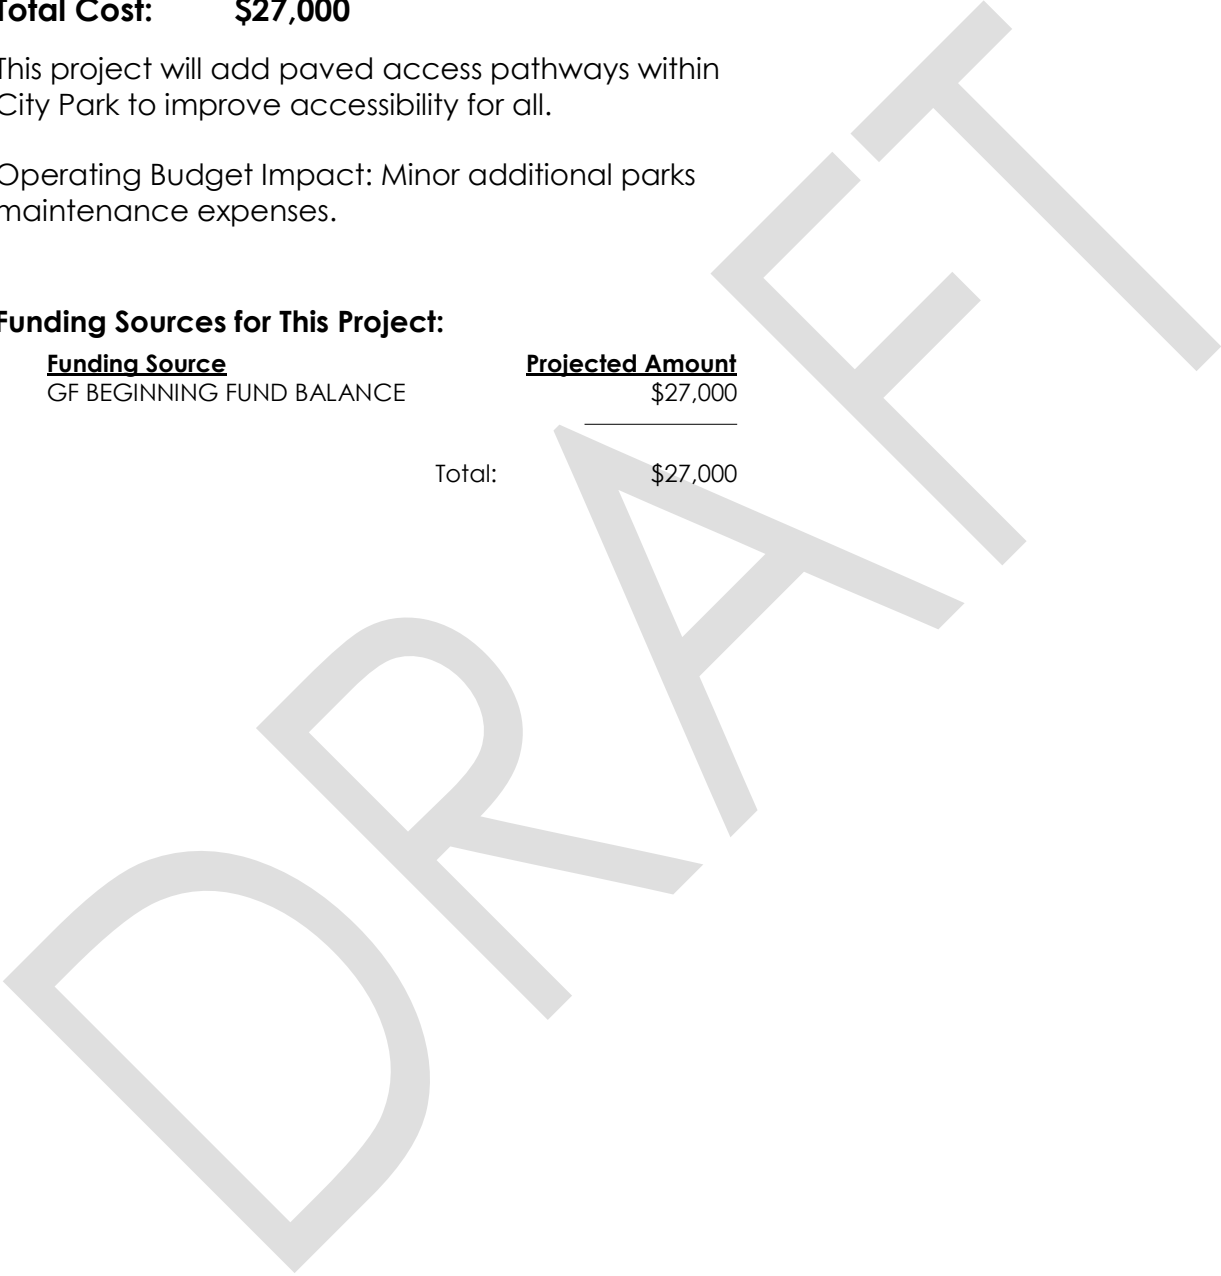 Total Cost: $27,000
This project will add paved access pathways within
City Park to improve accessibility for all.
Operating Budget Impact: Minor additional parks
maintenance expenses.
Funding Sources for This Project:
Funding Source Projected Amount
GF BEGINNING FUND BALANCE $27,000
Total: $27,000
DRAFT